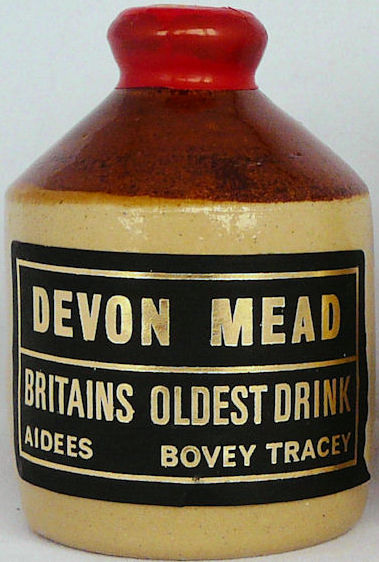 DEVON MEAD
BRITAINS OLDEST DRINK
AIDEES BOVEY TRACEY